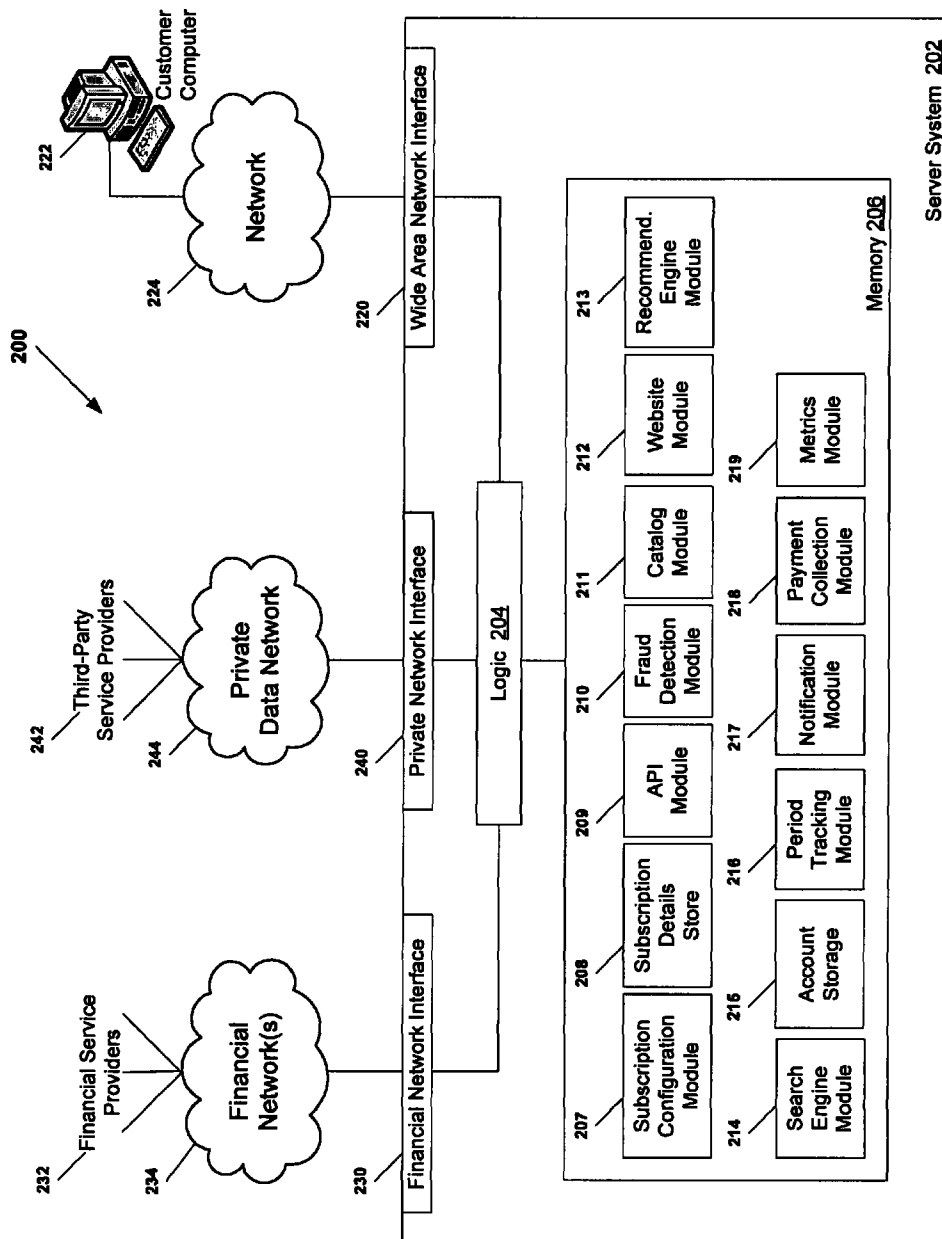 200
232
Financial Service
Providers
234
Financial
Network(s)
230
Financial Network Interface
242
Third-Party
Service Providers
244
Private
Data Network
240
Private Network Interface
222
Customer
Computer
224
Network
220
Wide Area Network Interface
Logic 204
207
Subscription
Configuration
Module
208
Subscription
Details
Store
209
API
Module
210
Fraud
Detection
Module
211
Catalog
Module
212
Website
Module
213
Recommend.
Engine
Module
214
Search
Engine
Module
215
Account
Storage
216
Period
Tracking
Module
217
Notification
Module
218
Payment
Collection
Module
219
Metrics
Module
Memory 206
Server System 202